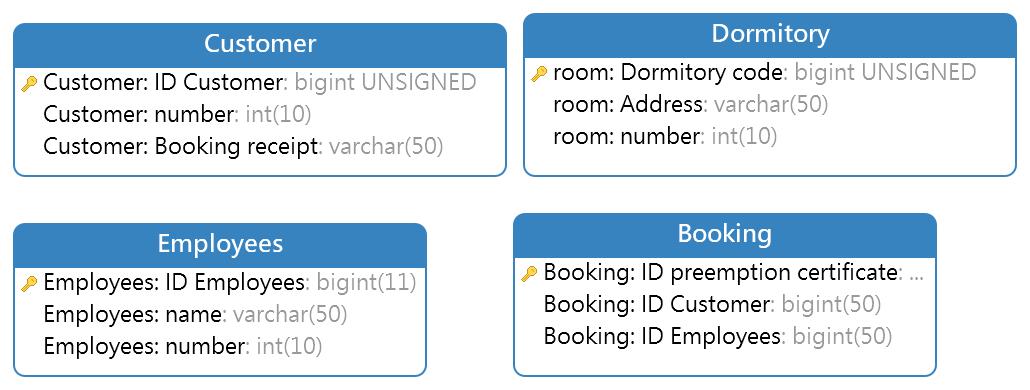 Customer
Customer: ID Customer: bigint UNSIGNED
Customer: number: int(10)
Customer: Booking receipt: varchar(50)
Dormitory
room: Dormitory code: bigint UNSIGNED
room: Address: varchar(50)
room: number: int(10)
Employees
Employees: ID Employees: bigint(11)
Employees: name: varchar(50)
Employees: number: int(10)
Booking
Booking: ID preemption certificate: ...
Booking: ID Customer: bigint(50)
Booking: ID Employees: bigint(50)